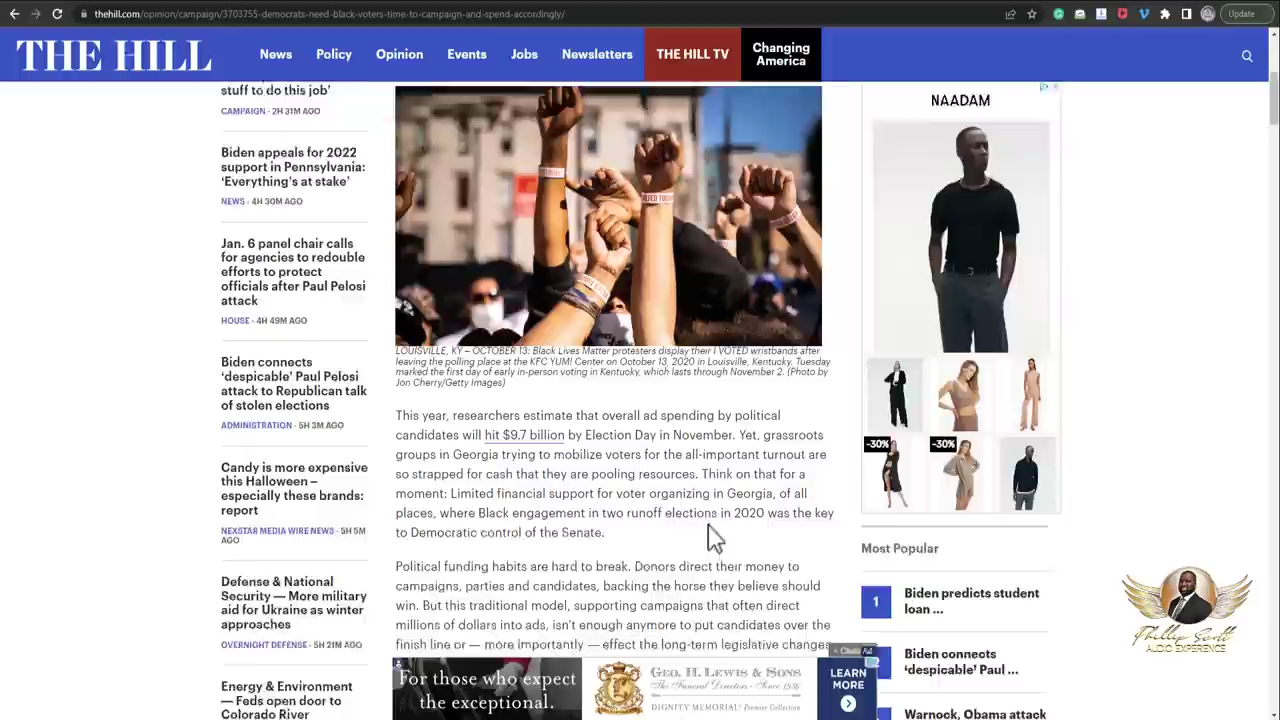 thehill.com/opinion/campaign/3703755-democrats-need-black-voters-time-to-campaign-and-spend-accordingly/
Update
THE HILL
News
Policy
Opinion
Events
Jobs
Newsletters
THE HILL TV
Changing
America
stuff to do this job'
CAMPAIGN - 2H 31M AGO
Biden appeals for 2022
support in Pennsylvania:
'Everything's at stake'
NEWS - 4H 30M AGO
Jan. 6 panel chair calls
for agencies to redouble
efforts to protect
officials after Paul Pelosi
attack
HOUSE - 4H 49M AGO
Biden connects
'despicable' Paul Pelosi
attack to Republican talk
of stolen elections
ADMINISTRATION - 5H 3M AGO
Candy is more expensive
this Halloween –
especially these brands:
report
NEXSTAR MEDIA WIRE NEWS - 5H 5M
AGO
Defense & National
Security — More military
aid for Ukraine as winter
approaches
OVERNIGHT DEFENSE - 5H 21M AGO
Energy & Environment
— Feds open door to
Colorado River
LOUISVILLE, KY – OCTOBER 13: Black Lives Matter protesters display their I VOTED wristbands after
leaving the polling place at the KFC YUM! Center on October 13, 2020 in Louisville, Kentucky. Tuesday
marked the first day of early in-person voting in Kentucky, which lasts through November 2. (Photo by
Jon Cherry/Getty Images)
This year, researchers estimate that overall ad spending by political
candidates will hit $9.7 billion by Election Day in November. Yet, grassroots
groups in Georgia trying to mobilize voters for the all-important turnout are
so strapped for cash that they are pooling resources. Think on that for a
moment: Limited financial support for voter organizing in Georgia, of all
places, where Black engagement in two runoff elections in 2020 was the key
to Democratic control of the Senate.
Political funding habits are hard to break. Donors direct their money to
campaigns, parties and candidates, backing the horse they believe should
win. But this traditional model, supporting campaigns that often direct
millions of dollars into ads, isn't enough anymore to put candidates over the
finish line or — more importantly — effect the long-term legislative changes
NAADAM
-30%
-30%
Most Popular
1
Biden predicts student
loan ...
Biden connects
'despicable' Paul ...
Warnock, Obama attack
For those who expect
the exceptional.
GEO. H. LEWIS & SONS
The Funeral Directors - Since 1936
DIGNITY MEMORIAL® Premier Collection
LEARN
MORE
Phillip Scott
AUDIO EXPERIENCE